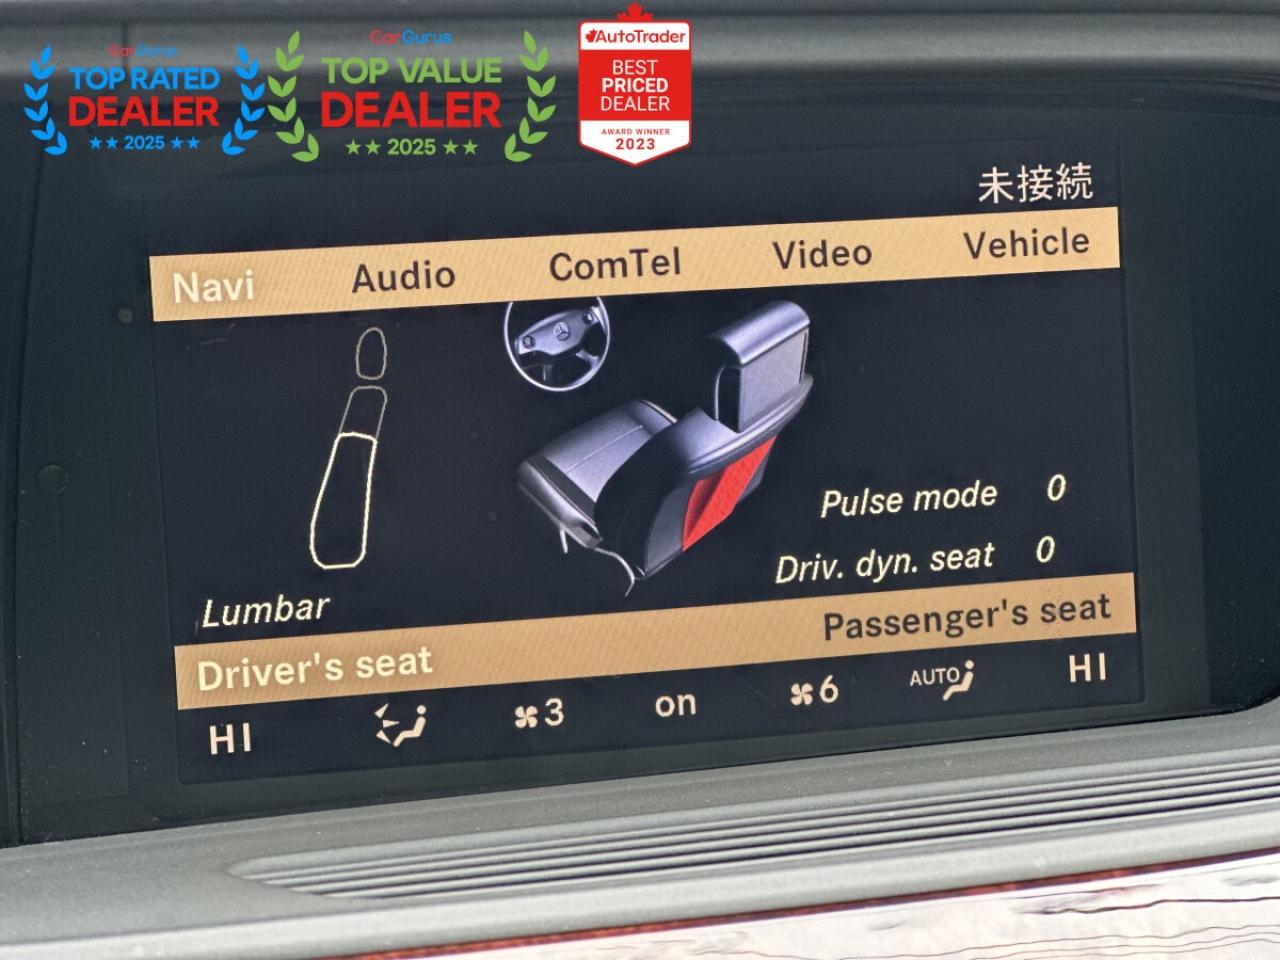 CarGurus
TOP RATED
DEALER
2025
CarGurus
TOP VALUE
DEALER
2025
AutoTrader
BEST
PRICED
DEALER
AWARD WINNER
2023
未接続
Navi Audio ComTel Video Vehicle
Pulse mode 0
Driv. dyn. seat 0
Lumbar
Driver's seat Passenger's seat
HI 3 on 6 AUTO HI